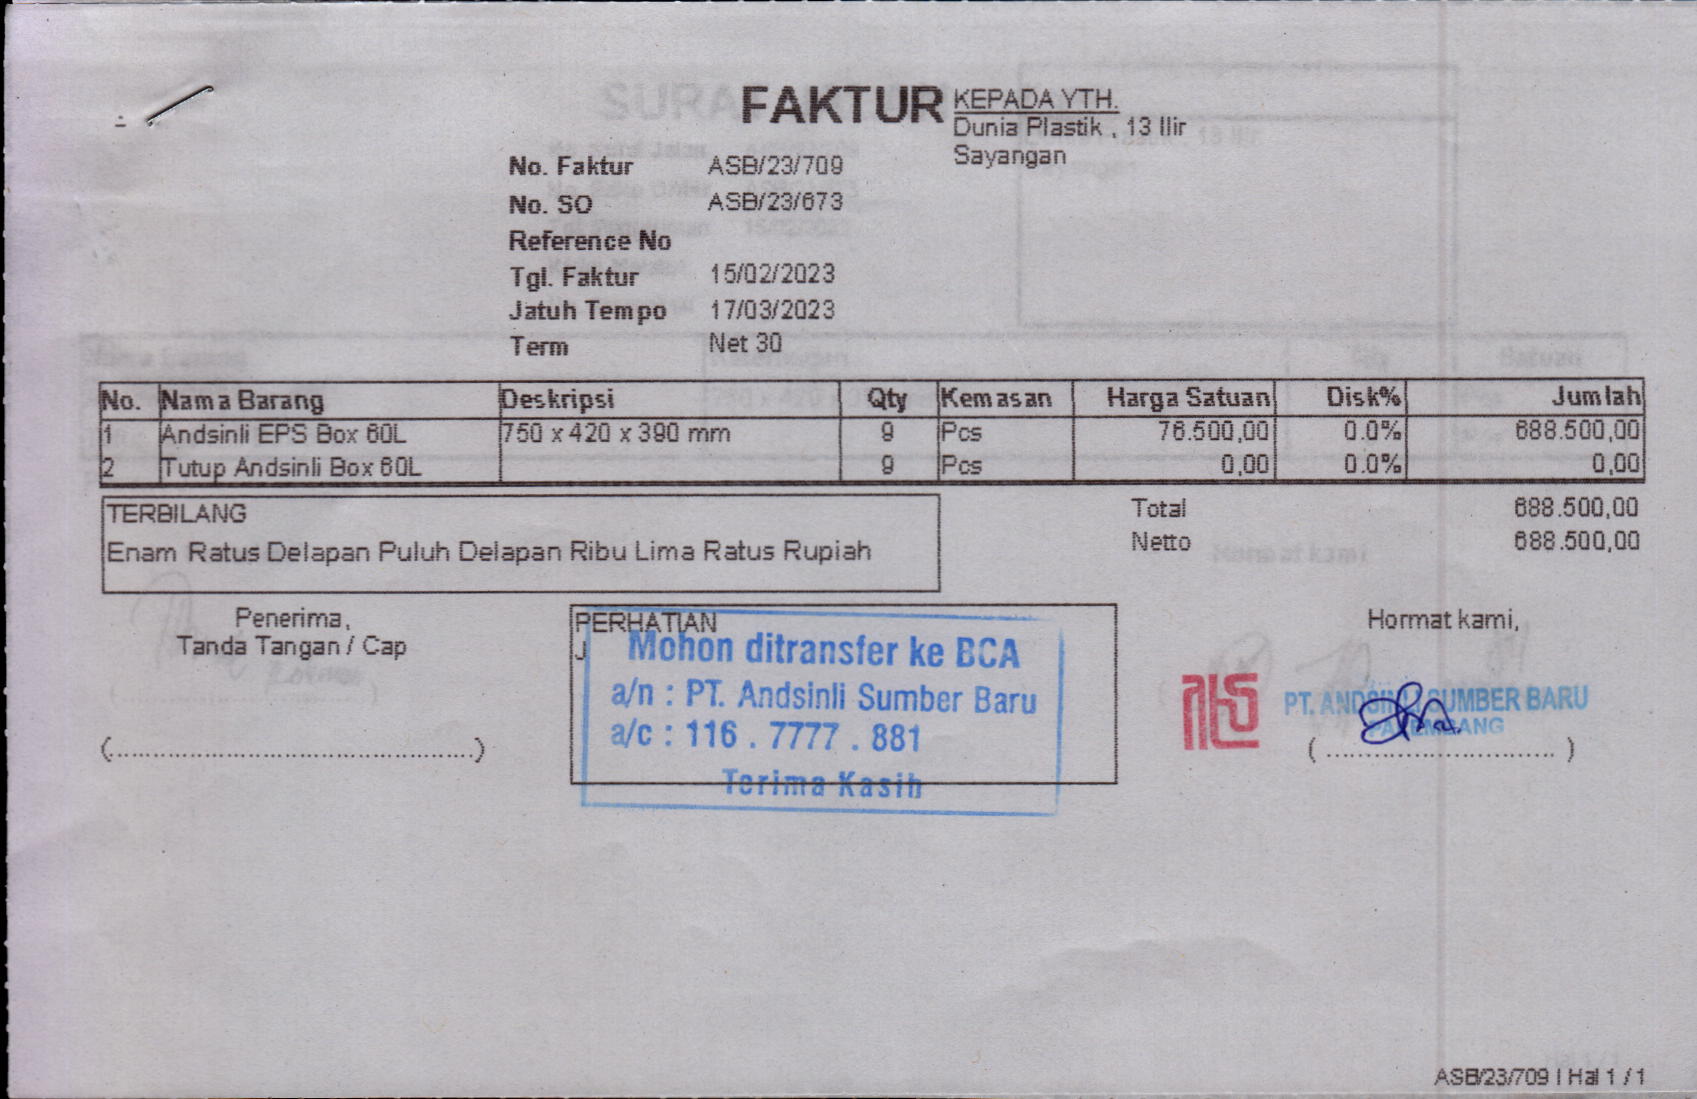 FAKTUR
KEPADA YTH.
Dunia Plastik , 13 Ilir
Sayangan
No. Faktur ASB/23/709
No. SO ASB/23/673
Reference No
Tgl. Faktur 15/02/2023
Jatuh Tempo 17/03/2023
Term Net 30
No. Nama Barang Deskripsi Qty Kemasan Harga Satuan Disk% Jumlah
1 Andsinli EPS Box 60L 750 x 420 x 390 mm 9 Pcs 76.500,00 0.0% 688.500,00
2 Tutup Andsinli Box 60L 9 Pcs 0,00 0.0% 0,00
TERBILANG
Enam Ratus Delapan Puluh Delapan Ribu Lima Ratus Rupiah
Total 688.500,00
Netto 688.500,00
Penerima,
Tanda Tangan / Cap
(................................................)
PERHATIAN
J
Mohon ditransfer ke BCA
a/n : PT. Andsinli Sumber Baru
a/c : 116 . 7777 . 881
Terima Kasih
Hormat kami,
PT. ANDSINLI SUMBER BARU
PALEMBANG
( .............................. )
ASB/23/709 | Hal 1 / 1